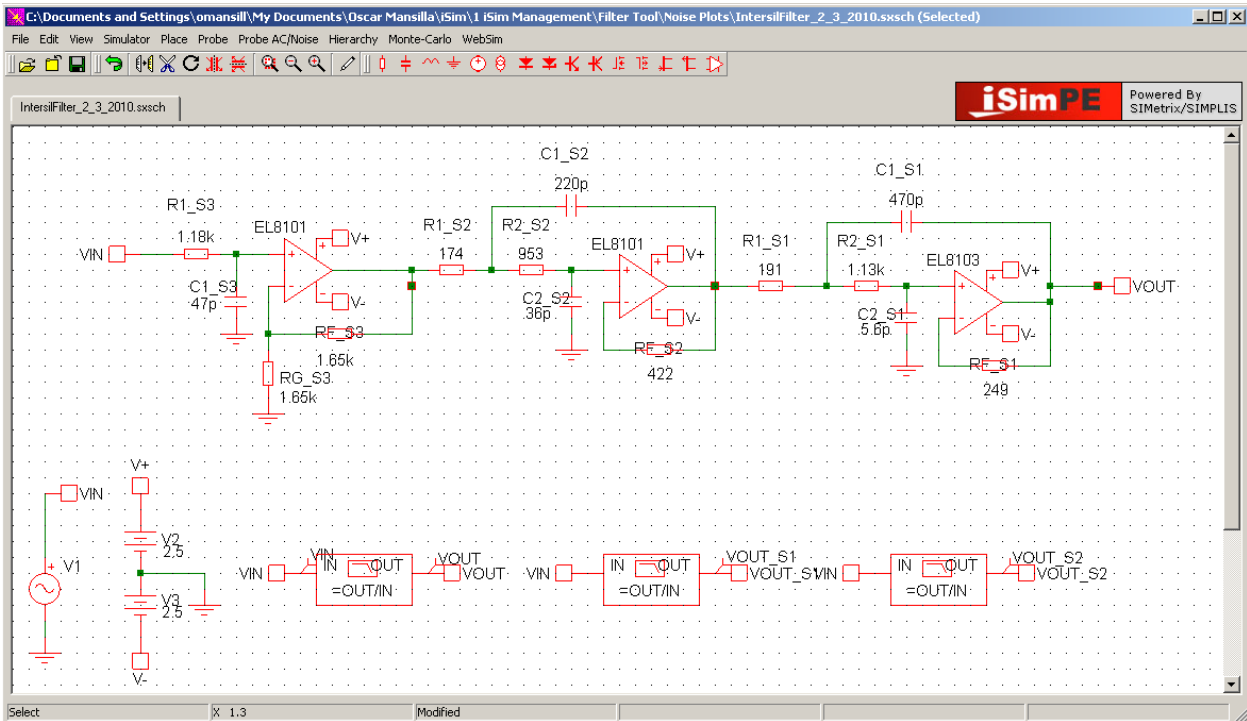 C:\Documents and Settings\omansill\My Documents\Oscar Mansilla\iSim\1 iSim Management\Filter Tool\Noise Plots\IntersilFilter_2_3_2010.sxsch (Selected)
File Edit View Simulator Place Probe Probe AC/Noise Hierarchy Monte-Carlo WebSim
iSimPE
Powered By
SIMetrix/SIMPLIS
IntersilFilter_2_3_2010.sxsch
C1_S2
220p
C1_S1
470p
R1_S3
1.18k
EL8101
V+
R1_S2
174
R2_S2
953
EL8101
V+
R1_S1
191
R2_S1
1.13k
EL8103
V+
VIN
C1_S3
47p
V-
C2_S2
36p
V-
C2_S1
5.6p
V-
VOUT
RF_S3
1.65k
RF_S2
422
RF_S1
249
RG_S3
1.65k
V+
VIN
V2
2.5
V1
V3
2.5
V-
VIN
VIN
IN OUT
=OUT/IN
VOUT
VOUT
VIN
IN OUT
=OUT/IN
VOUT_S1
VOUT_S1
VIN
IN OUT
=OUT/IN
VOUT_S2
VOUT_S2
Select X 1.3 Modified